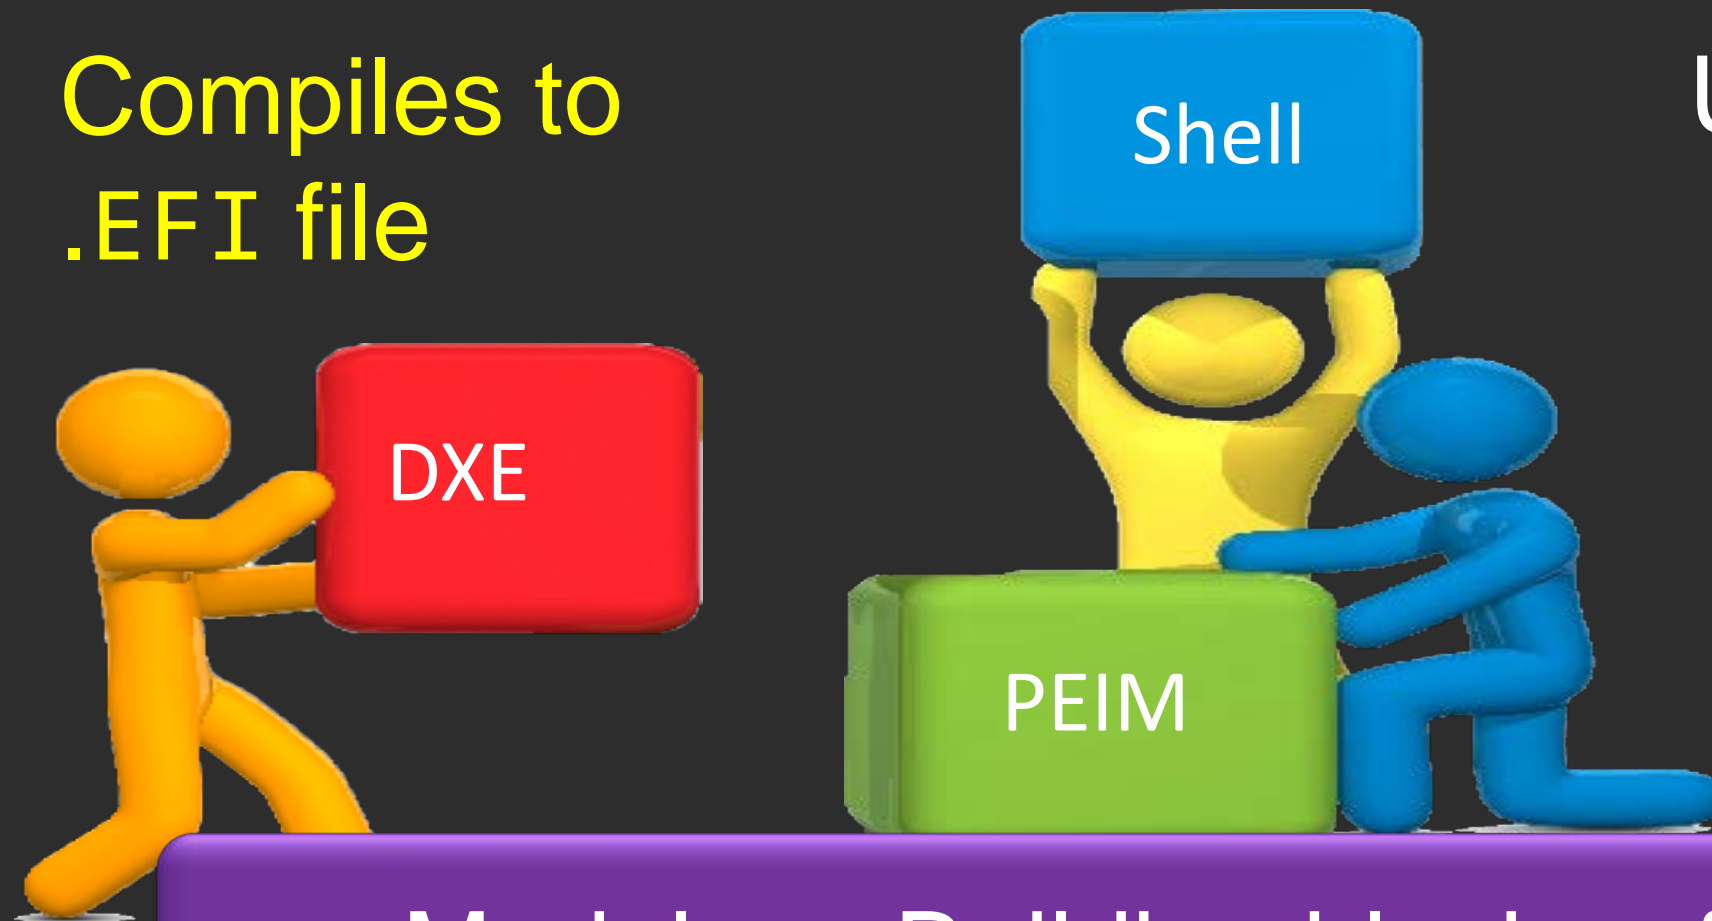 Compiles to
.EFI file
Shell
DXE
PEIM